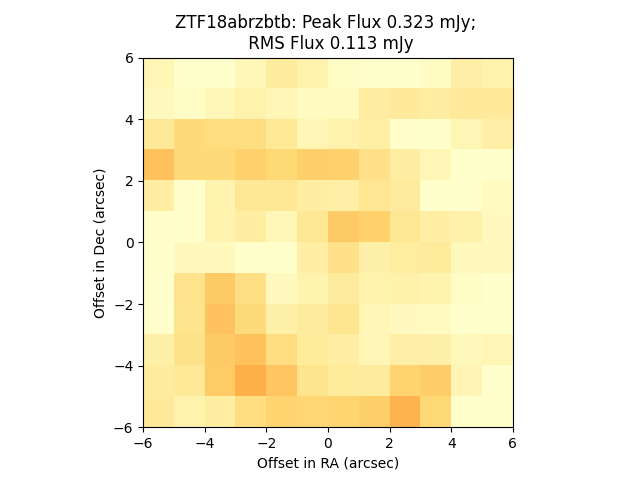 ZTF18abrzbtb: Peak Flux 0.323 mJy;
RMS Flux 0.113 mJy
6
4
2
0
−2
−4
−6
Offset in Dec (arcsec)
−6 −4 −2 0 2 4 6
Offset in RA (arcsec)